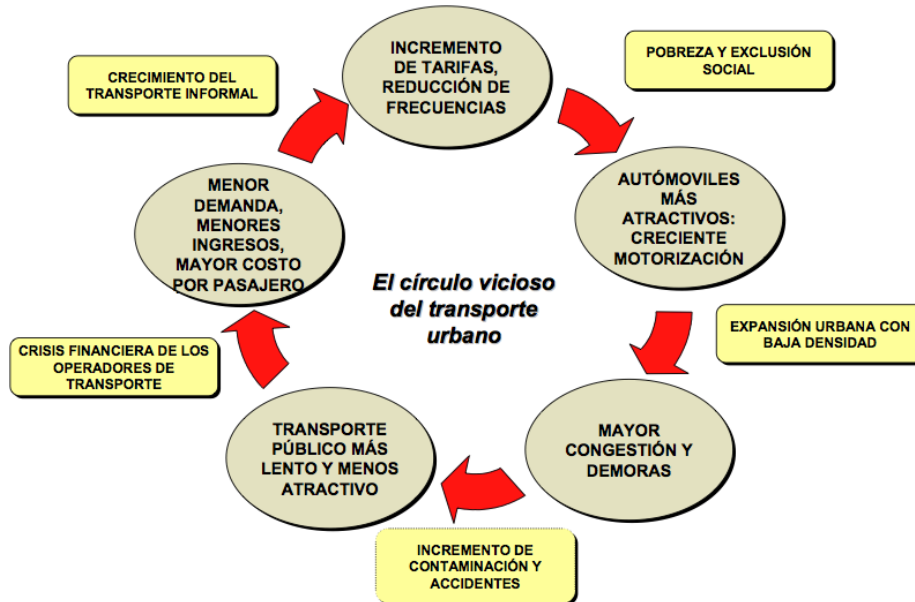 INCREMENTO
DE TARIFAS,
REDUCCIÓN DE
FRECUENCIAS
POBREZA Y EXCLUSIÓN
SOCIAL
AUTÓMOVILES
MÁS
ATRACTIVOS:
CRECIENTE
MOTORIZACIÓN
EXPANSIÓN URBANA CON
BAJA DENSIDAD
MAYOR
CONGESTIÓN Y
DEMORAS
INCREMENTO DE
CONTAMINACIÓN Y
ACCIDENTES
TRANSPORTE
PÚBLICO MÁS
LENTO Y MENOS
ATRACTIVO
CRISIS FINANCIERA DE LOS
OPERADORES DE
TRANSPORTE
MENOR
DEMANDA,
MENORES
INGRESOS,
MAYOR COSTO
POR PASAJERO
CRECIMIENTO DEL
TRANSPORTE INFORMAL
El círculo vicioso
del transporte
urbano